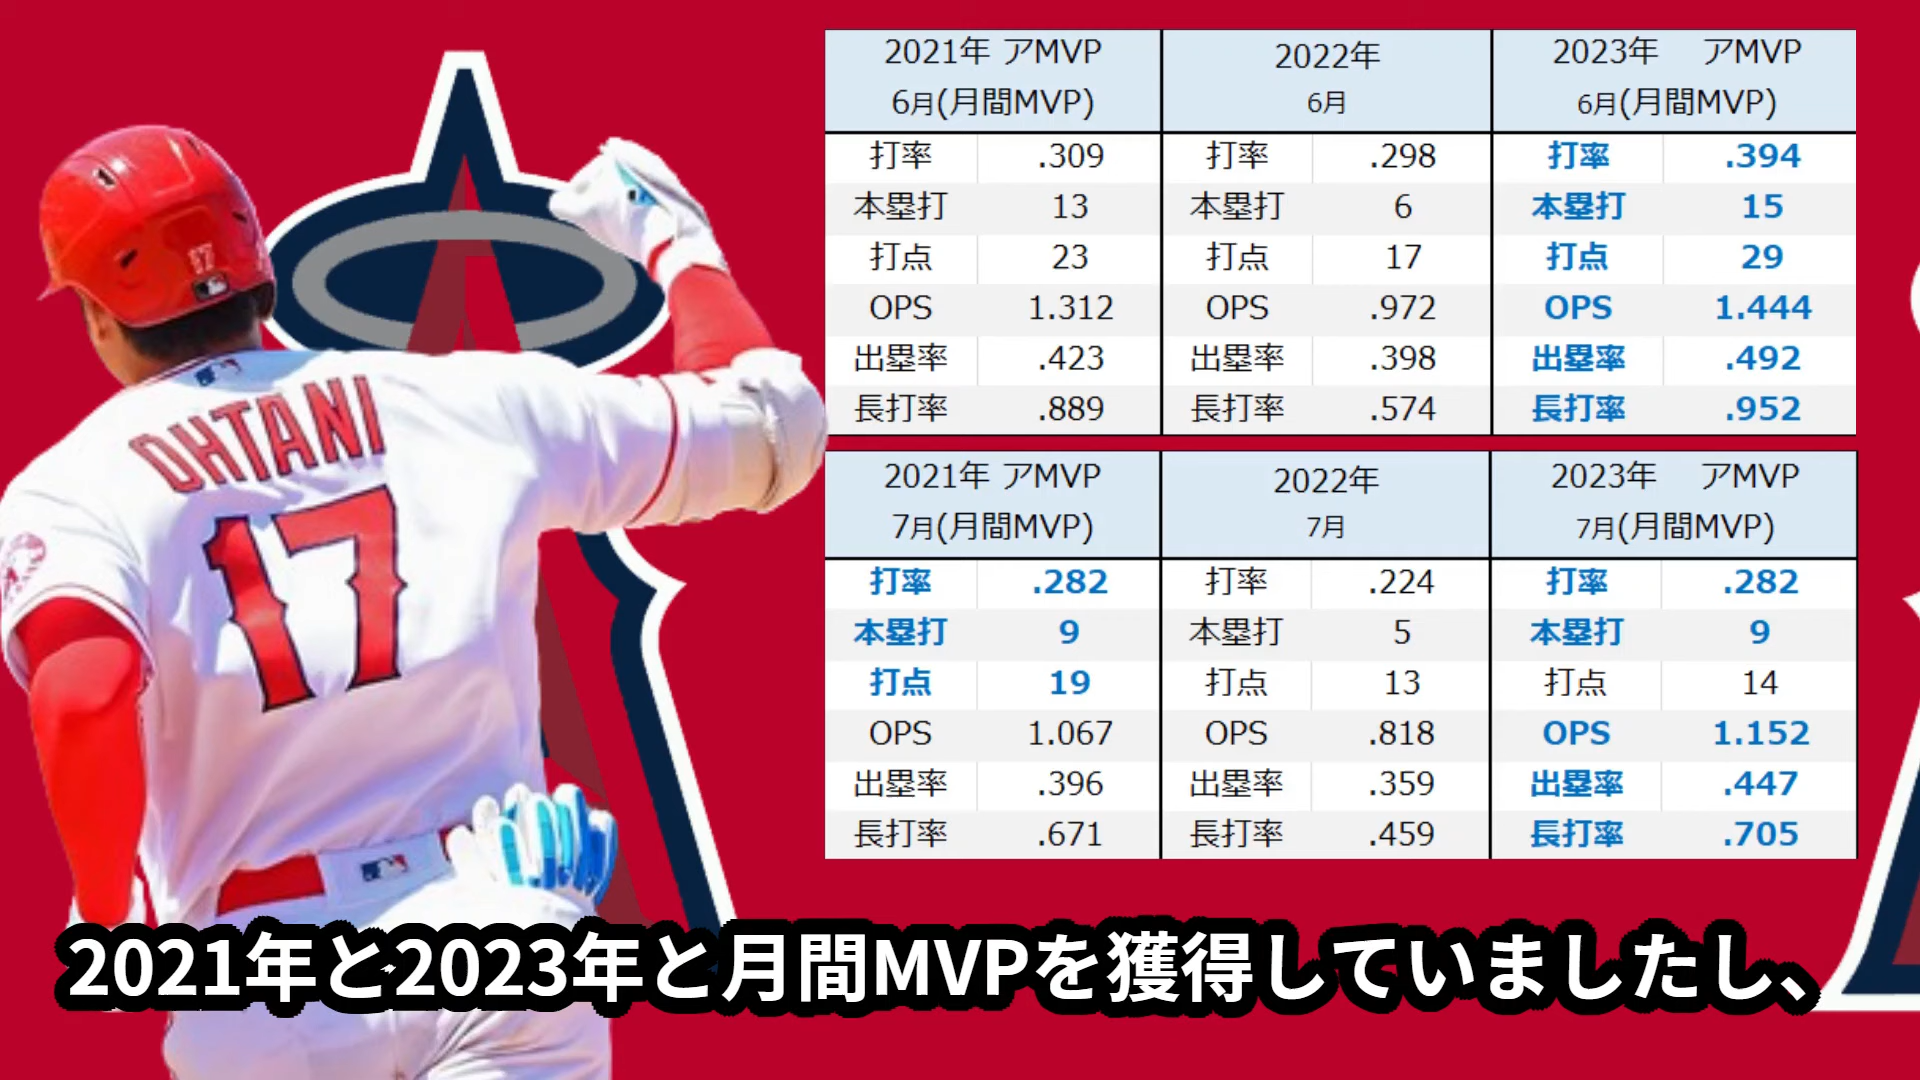 2021年 アMVP
6月(月間MVP)
2022年
6月
2023年 アMVP
6月(月間MVP)
打率 .309 打率 .298 打率 .394
本塁打 13 本塁打 6 本塁打 15
打点 23 打点 17 打点 29
OPS 1.312 OPS .972 OPS 1.444
出塁率 .423 出塁率 .398 出塁率 .492
長打率 .889 長打率 .574 長打率 .952
2021年 アMVP
7月(月間MVP)
2022年
7月
2023年 アMVP
7月(月間MVP)
打率 .282 打率 .224 打率 .282
本塁打 9 本塁打 5 本塁打 9
打点 19 打点 13 打点 14
OPS 1.067 OPS .818 OPS 1.152
出塁率 .396 出塁率 .359 出塁率 .447
長打率 .671 長打率 .459 長打率 .705
17
OHTANI
17
2021年と2023年と月間MVPを獲得していましたし、